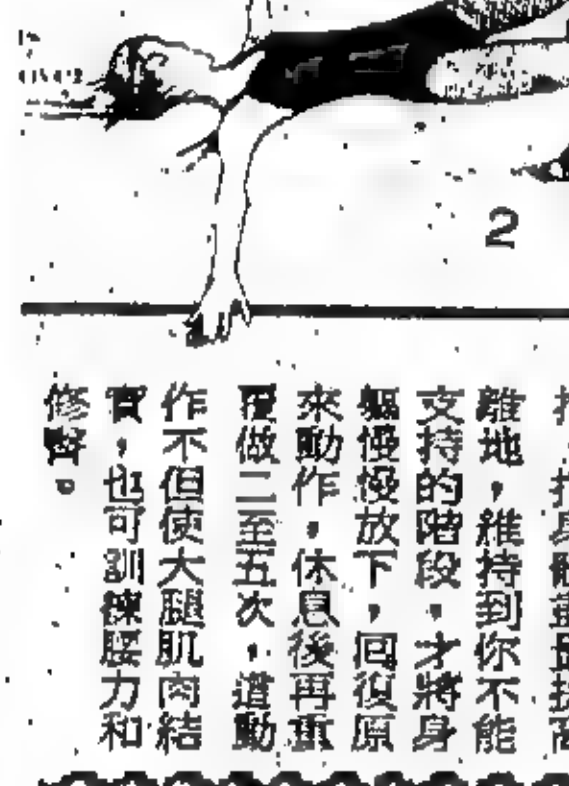 2
離地，維持到你不能
支持的階段，才將身
軀慢慢放下，回復原
來動作，休息後再重
覆做二至五次，這動
作不但使大腿肌肉結
實，也可訓練腰力和
修臀。